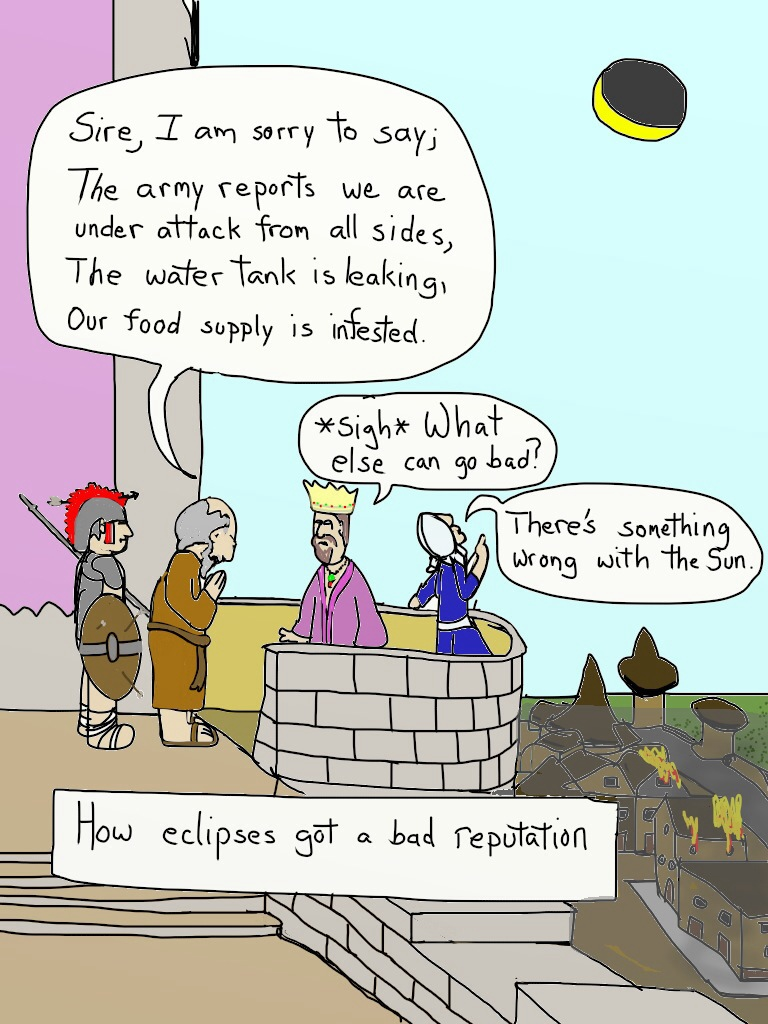 Sire, I am sorry to say;
The army reports we are
under attack from all sides,
The water tank is leaking,
Our food supply is infested.
*Sigh* What
else can go bad?
There's something
wrong with the Sun.
How eclipses got a bad reputation